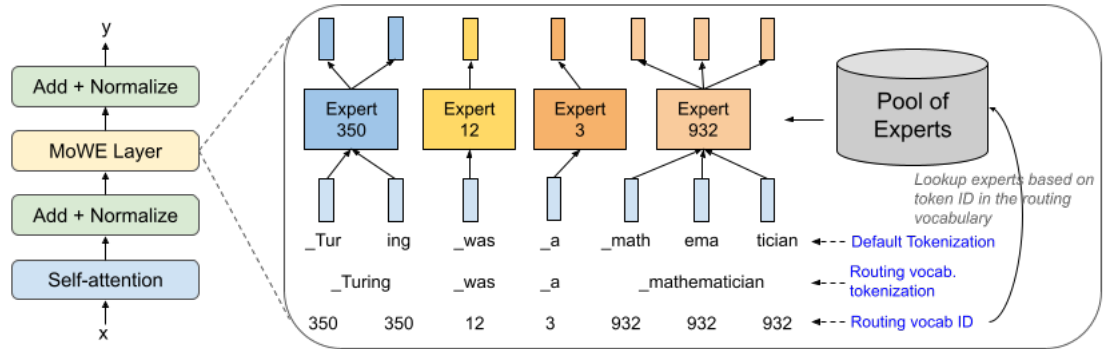 y
Add + Normalize
MoWE Layer
Add + Normalize
Self-attention
x
Expert 350
Expert 12
Expert 3
Expert 932
Pool of Experts
Lookup experts based on
token ID in the routing
vocabulary
_Tur ing _was _a _math ema tician Default Tokenization
_Turing _was _a _mathematician Routing vocab. tokenization
350 350 12 3 932 932 932 Routing vocab ID